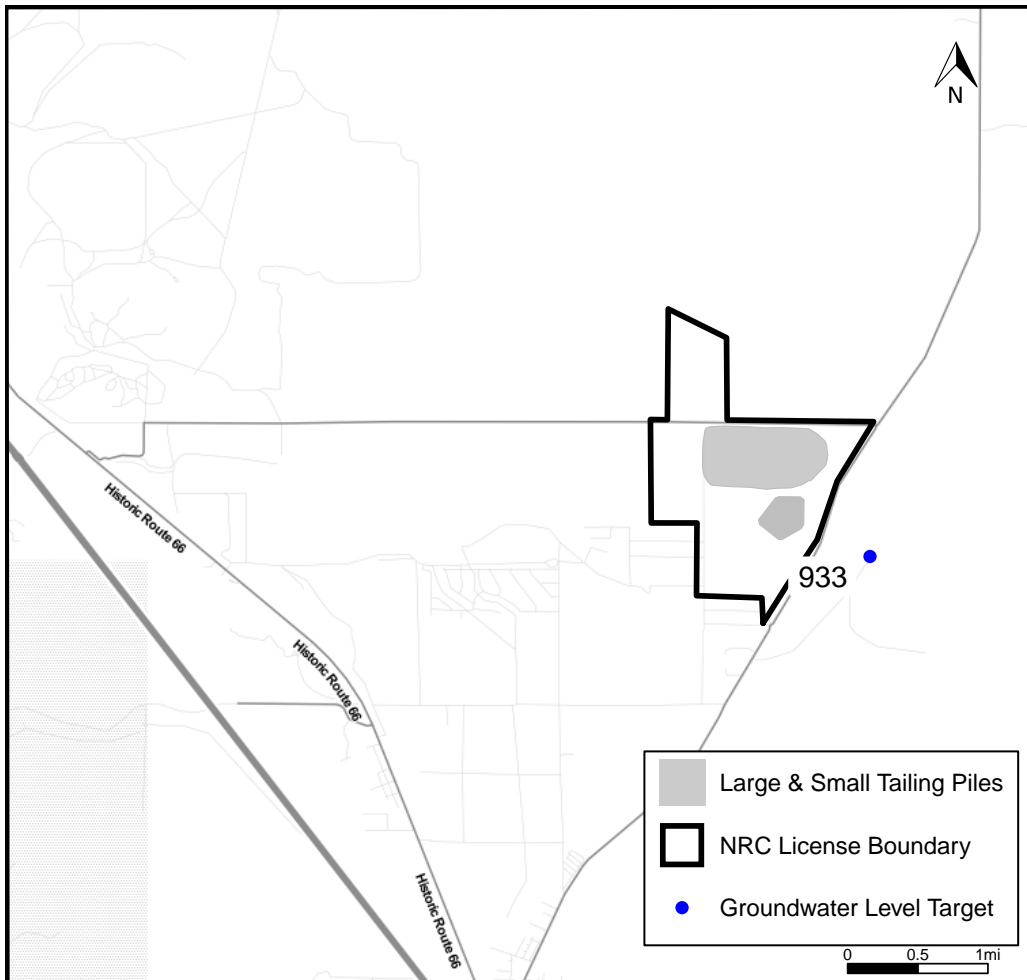 N
Historic Route 66
933
Historic Route 66
Large & Small Tailing Piles
NRC License Boundary
Historic Route 66
Groundwater Level Target
0 0.5 1mi